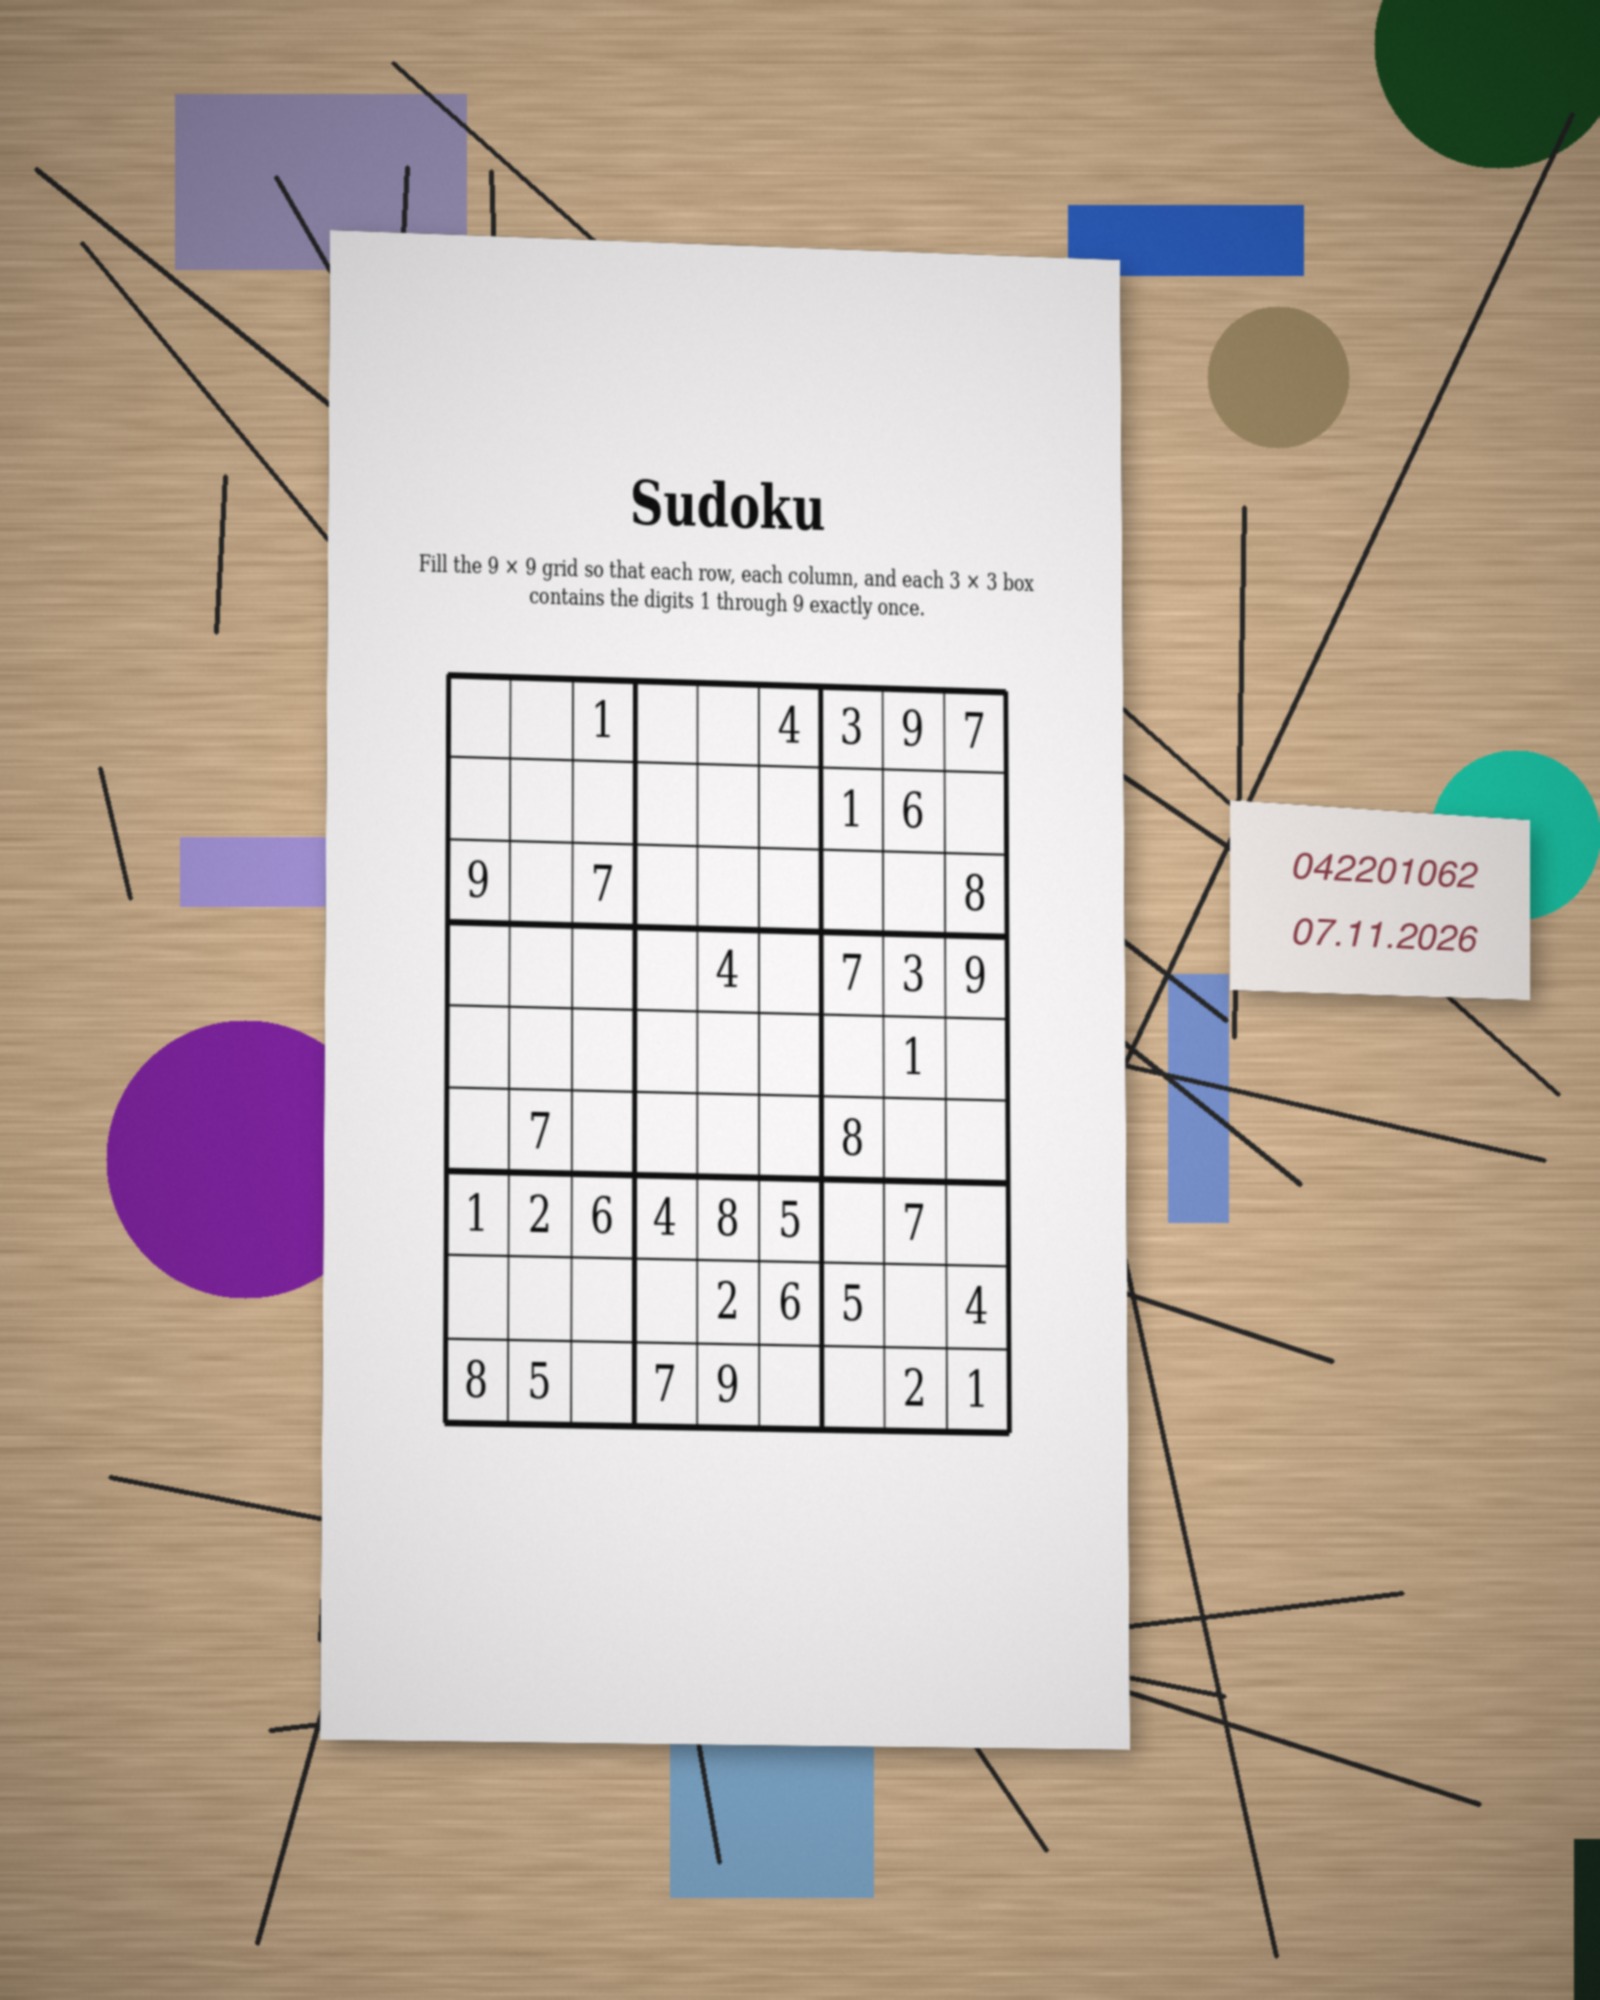 Sudoku
Fill the 9 × 9 grid so that each row, each column, and each 3 × 3 box
contains the digits 1 through 9 exactly once.
1 4 3 9 7
1 6
9 7 8
4 7 3 9
1
7 8
1 2 6 4 8 5 7
2 6 5 4
8 5 7 9 2 1
042201062
07.11.2026